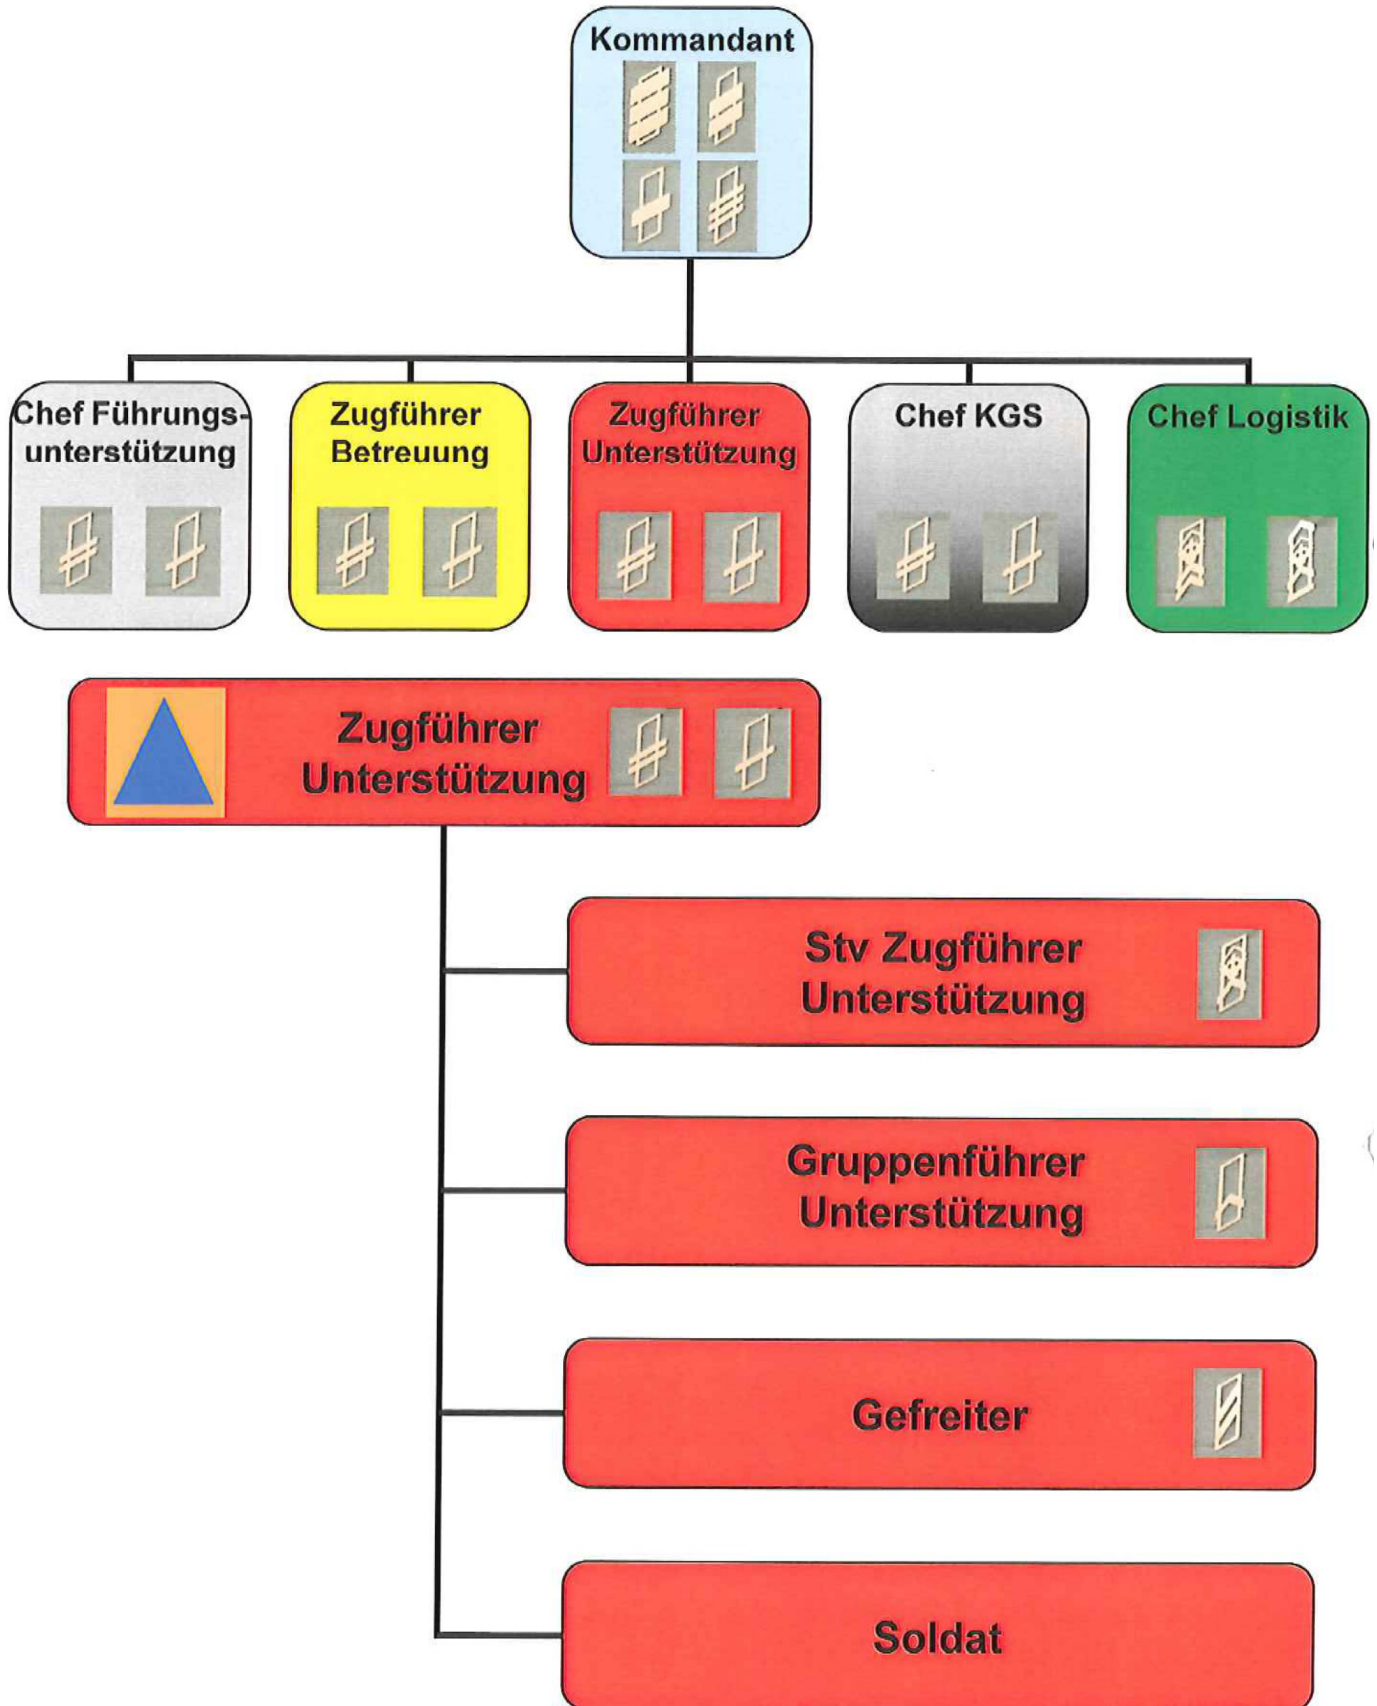 Kommandant
Chef Führungs-
unterstützung
Zugführer
Betreuung
Zugführer
Unterstützung
Chef KGS
Chef Logistik
Zugführer
Unterstützung
Stv Zugführer
Unterstützung
Gruppenführer
Unterstützung
Gefreiter
Soldat